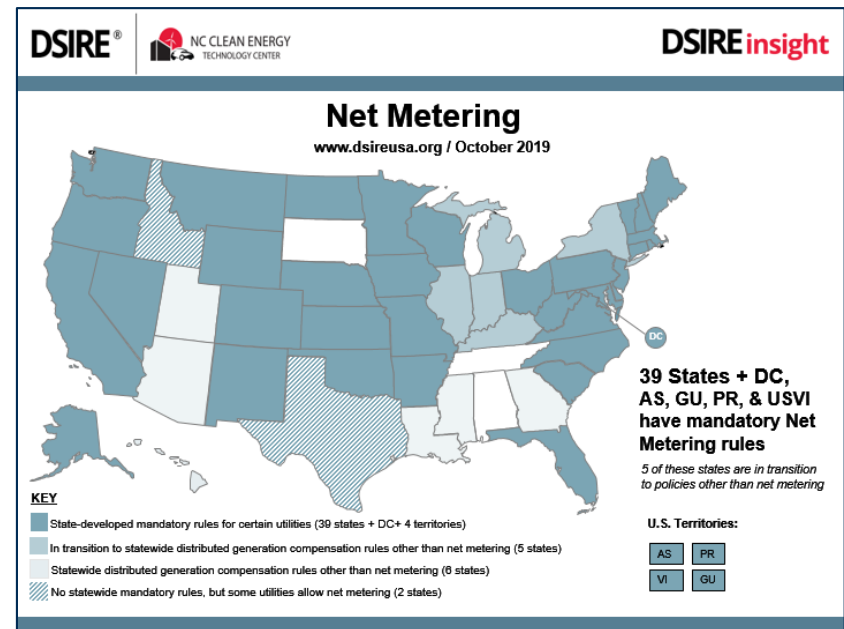 DSIRE®
NC CLEAN ENERGY
TECHNOLOGY CENTER
DSIRE insight
Net Metering
www.dsireusa.org / October 2019
DC
39 States + DC,
AS, GU, PR, & USVI
have mandatory Net
Metering rules
5 of these states are in transition
to policies other than net metering
KEY
State-developed mandatory rules for certain utilities (39 states + DC+ 4 territories)
In transition to statewide distributed generation compensation rules other than net metering (5 states)
Statewide distributed generation compensation rules other than net metering (6 states)
No statewide mandatory rules, but some utilities allow net metering (2 states)
U.S. Territories:
AS PR
VI GU